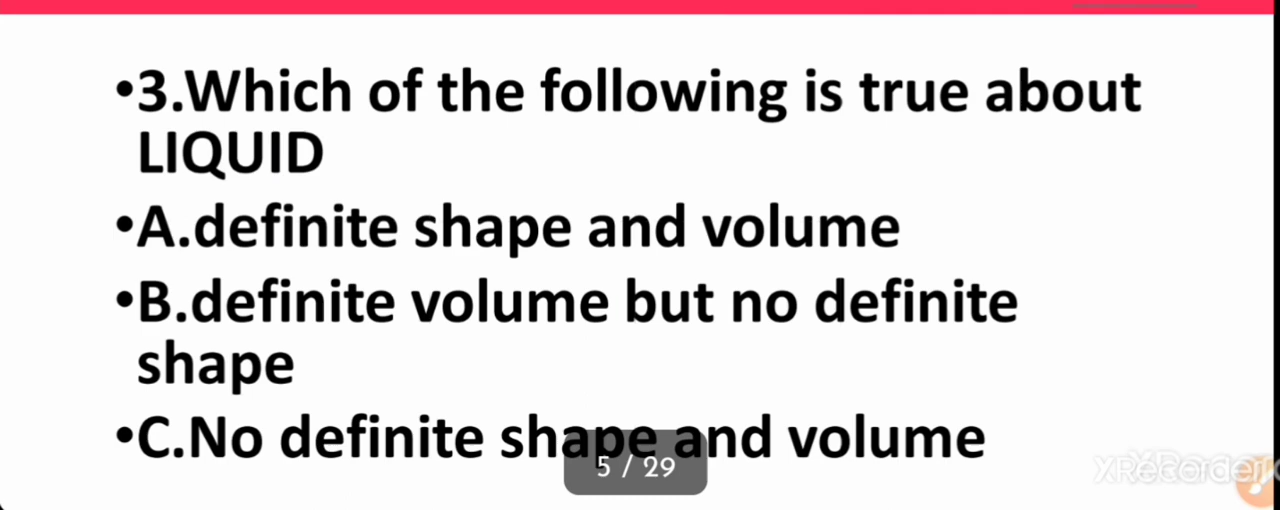 •3.Which of the following is true about
LIQUID
•A.definite shape and volume
•B.definite volume but no definite
shape
•C.No definite shape and volume
5 / 29
XRecorder